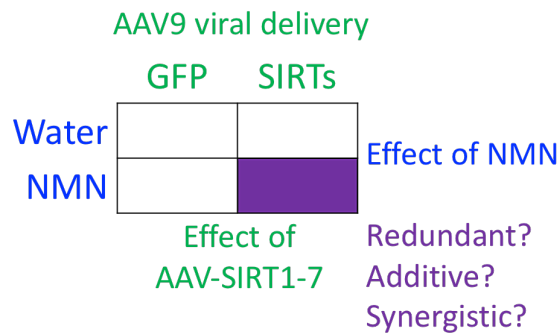 AAV9 viral delivery
GFP SIRTs
Water
Effect of NMN
NMN
Effect of
AAV-SIRT1-7
Redundant?
Additive?
Synergistic?